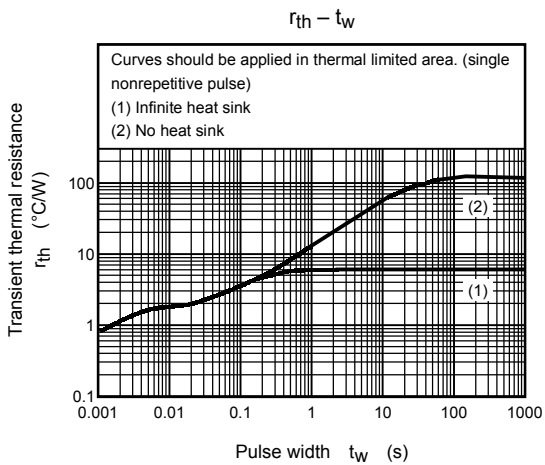 rth – tw
Curves should be applied in thermal limited area. (single
nonrepetitive pulse)
(1) Infinite heat sink
(2) No heat sink
Transient thermal resistance
rth (°C/W)
100
10
1
0.1
(2)
(1)
0.001 0.01 0.1 1 10 100 1000
Pulse width tw (s)